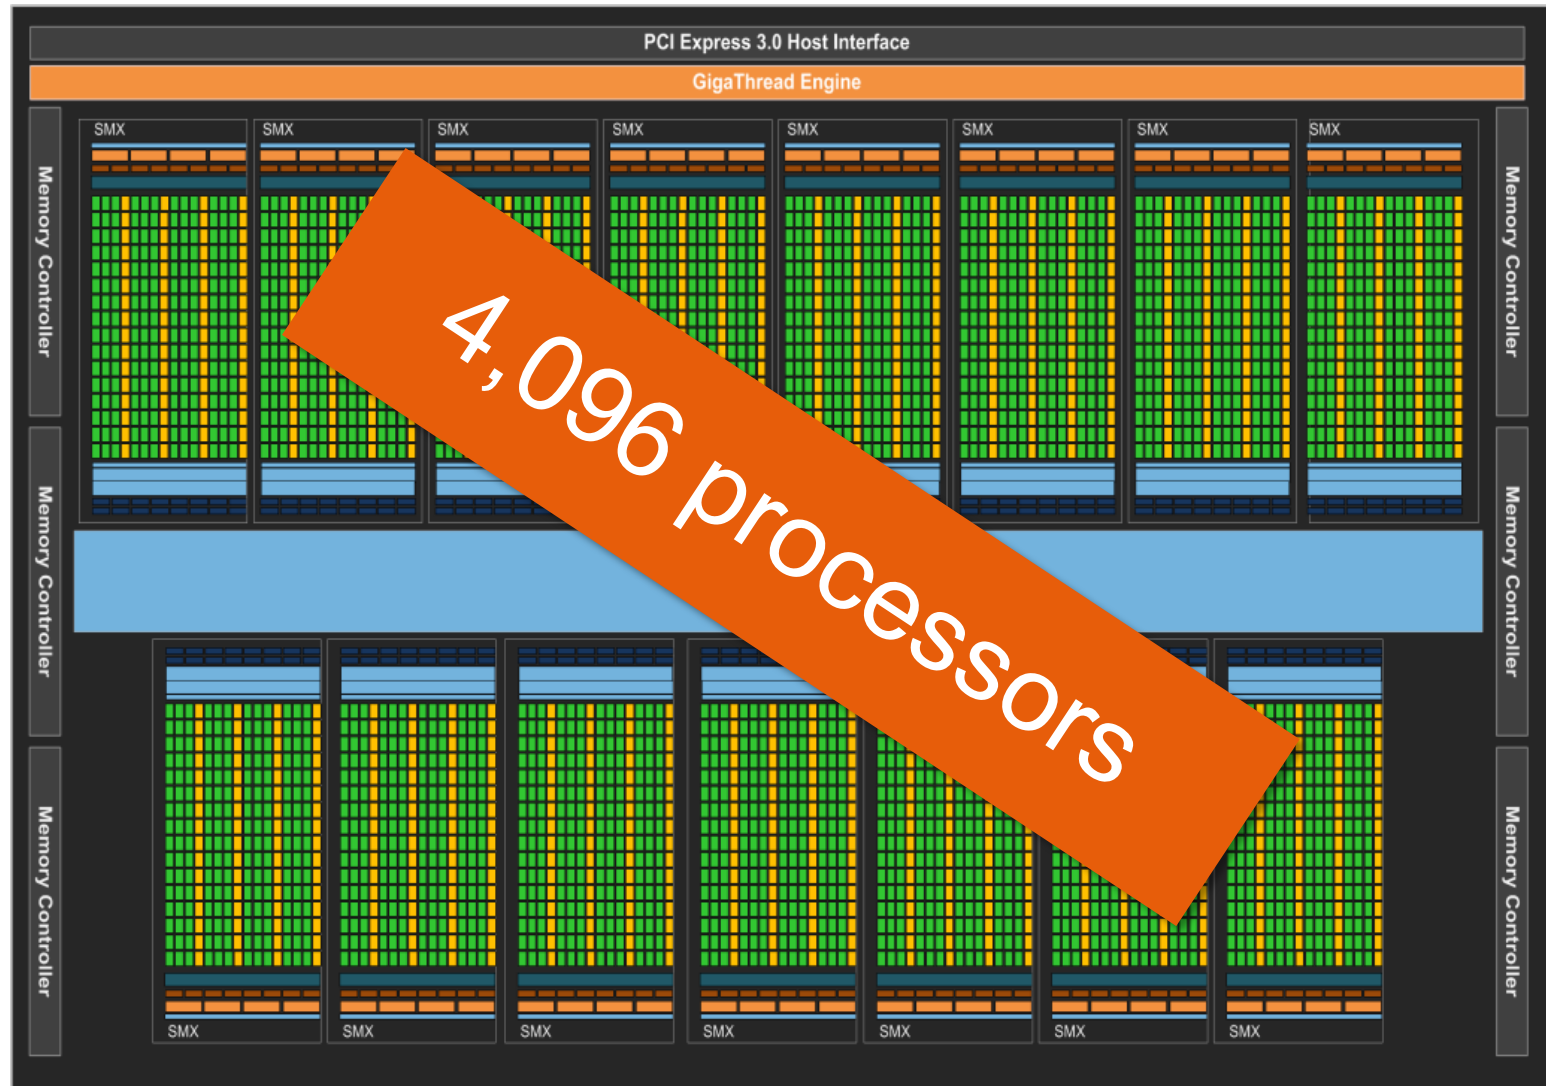 PCI Express 3.0 Host Interface
GigaThread Engine
SMX SMX SMX SMX SMX SMX SMX SMX
Memory Controller
Memory Controller
Memory Controller
4,096 processors
Memory Controller
Memory Controller
Memory Controller
SMX SMX SMX SMX SMX SMX SMX